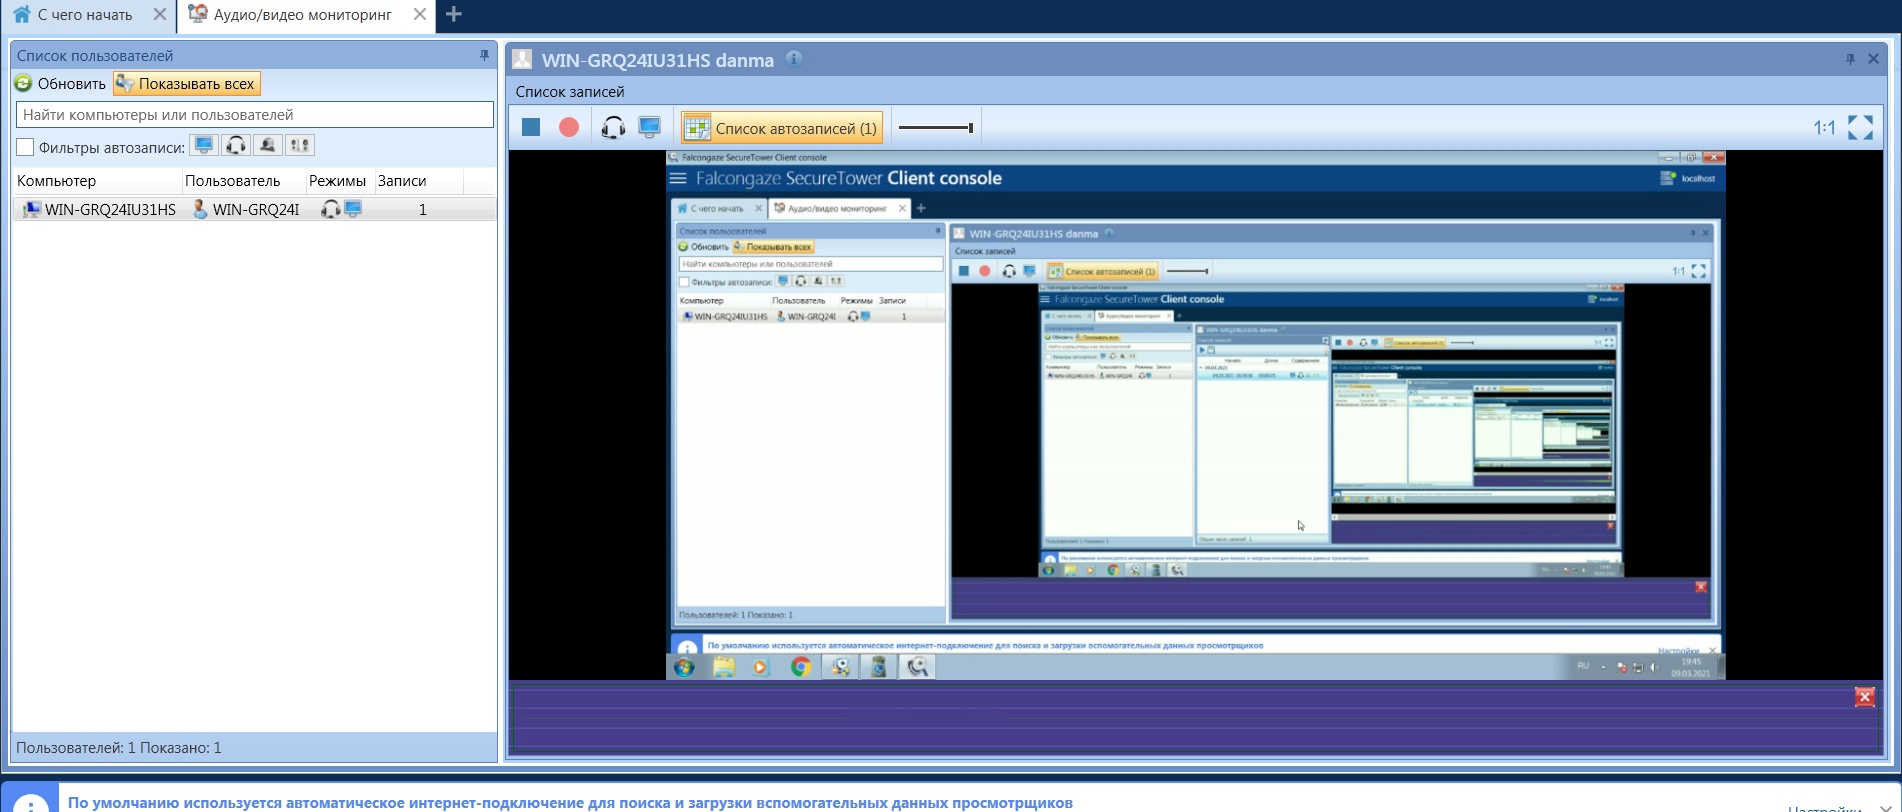 С чего начать
Аудио/видео мониторинг
Список пользователей
Обновить
Показывать всех
Найти компьютеры или пользователей
Фильтры автозаписи:
Компьютер Пользователь Режимы Записи
WIN-GRQ24IU31HS WIN-GRQ24I 1
Пользователей: 1 Показано: 1
WIN-GRQ24IU31HS danma
Список записей
Список автозаписей (1)
1:1
Falcongaze SecureTower Client console
Falcongaze SecureTower Client console
localhost
С чего начать
Аудио/видео мониторинг
Список пользователей
Обновить
Показывать всех
Найти компьютеры или пользователей
Фильтры автозаписи:
Компьютер Пользователь Режимы Записи
WIN-GRQ24IU31HS WIN-GRQ24I 1
Пользователей: 1 Показано: 1
WIN-GRQ24IU31HS danma
Список записей
Список автозаписей (1)
1:1
Falcongaze SecureTower Client console
По умолчанию используется автоматическое интернет-подключение для поиска и загрузки вспомогательных данных просмотрщиков
Настройки
RU
19:45
09.03.2021
По умолчанию используется автоматическое интернет-подключение для поиска и загрузки вспомогательных данных просмотрщиков
Настройки